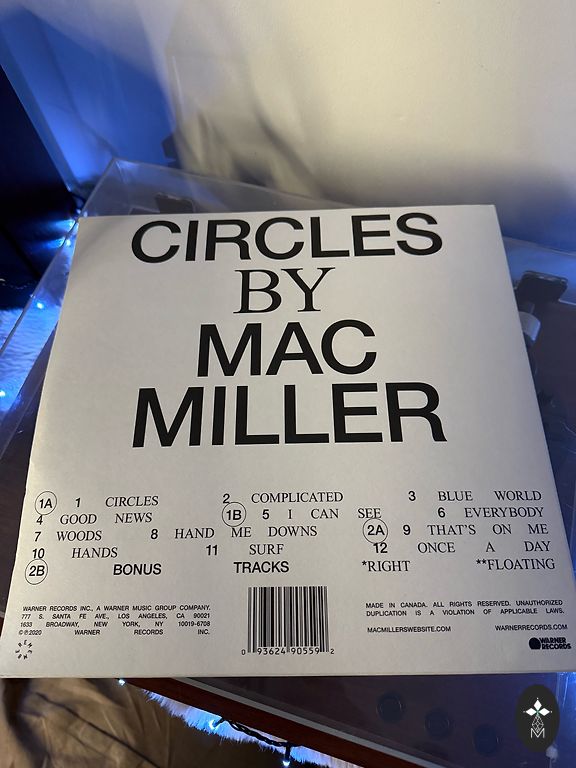 CIRCLES
BY
MAC
MILLER
1A 1 CIRCLES 2 COMPLICATED 3 BLUE WORLD
4 GOOD NEWS 1B 5 I CAN SEE 6 EVERYBODY
7 WOODS 8 HAND ME DOWNS 2A 9 THAT'S ON ME
10 HANDS 11 SURF 12 ONCE A DAY
2B BONUS TRACKS *RIGHT **FLOATING
WARNER RECORDS INC., A WARNER MUSIC GROUP COMPANY.
777 S. SANTA FE AVE., LOS ANGELES, CA 90021
1633 BROADWAY, NEW YORK, NY 10019-6708
℗©2020 WARNER RECORDS INC.
MADE IN CANADA. ALL RIGHTS RESERVED. UNAUTHORIZED
DUPLICATION IS A VIOLATION OF APPLICABLE LAWS.
MACMILLERSWEBSITE.COM WARNERRECORDS.COM
0 93624 90559 2
WARNER
RECORDS